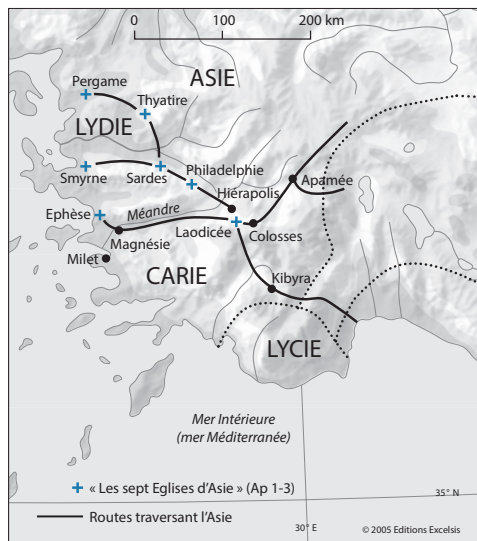 0 100 200 km
Pergame
ASIE
Thyatire
LYDIE
Smyrne
Sardes
Philadelphie
Hiérapolis
Apamée
Ephèse
Méandre
Magnésie
Laodicée
Colosses
Milet
CARIE
Kibyra
LYCIE
Mer Intérieure
(mer Méditerranée)
« Les sept Eglises d'Asie » (Ap 1-3)
35° N
Routes traversant l'Asie
30° E
© 2005 Editions Excelsis